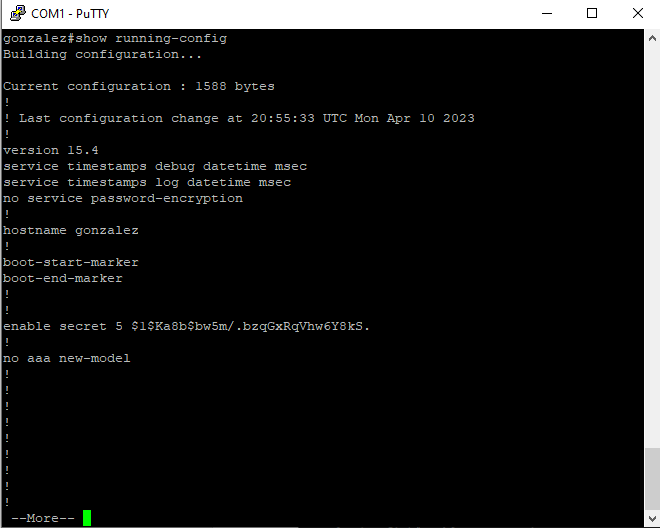 COM1 - PuTTY
gonzalez#show running-config
Building configuration...
Current configuration : 1588 bytes
!
! Last configuration change at 20:55:33 UTC Mon Apr 10 2023
!
version 15.4
service timestamps debug datetime msec
service timestamps log datetime msec
no service password-encryption
!
hostname gonzalez
!
boot-start-marker
boot-end-marker
!
!
enable secret 5 $1$Ka8b$bw5m/.bzqGxRqVhw6Y8kS.
!
no aaa new-model
!
!
!
!
!
!
!
!
!
--More--